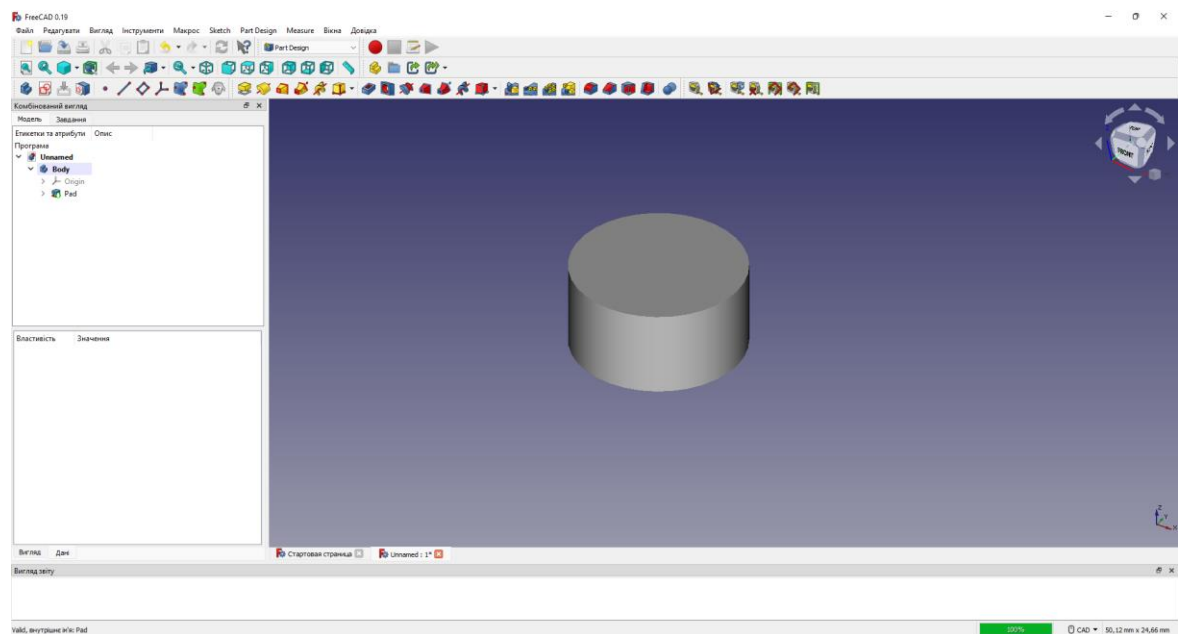 FreeCAD 0.19
Файл Редагувати Вигляд Інструменти Макрос Sketch Part Design Measure Вікна Довідка
Part Design
Комбінований вигляд
Модель Завдання
Етикетки та атрибути Опис
Програма
Unnamed
Body
Origin
Pad
FRONT
Z
Y
X
Властивість Значення
Вигляд Дані
Стартовая страница Unnamed : 1*
Вигляд звіту
Valid, внутрішнє ім'я: Pad
100% CAD 50,12 mm x 24,66 mm